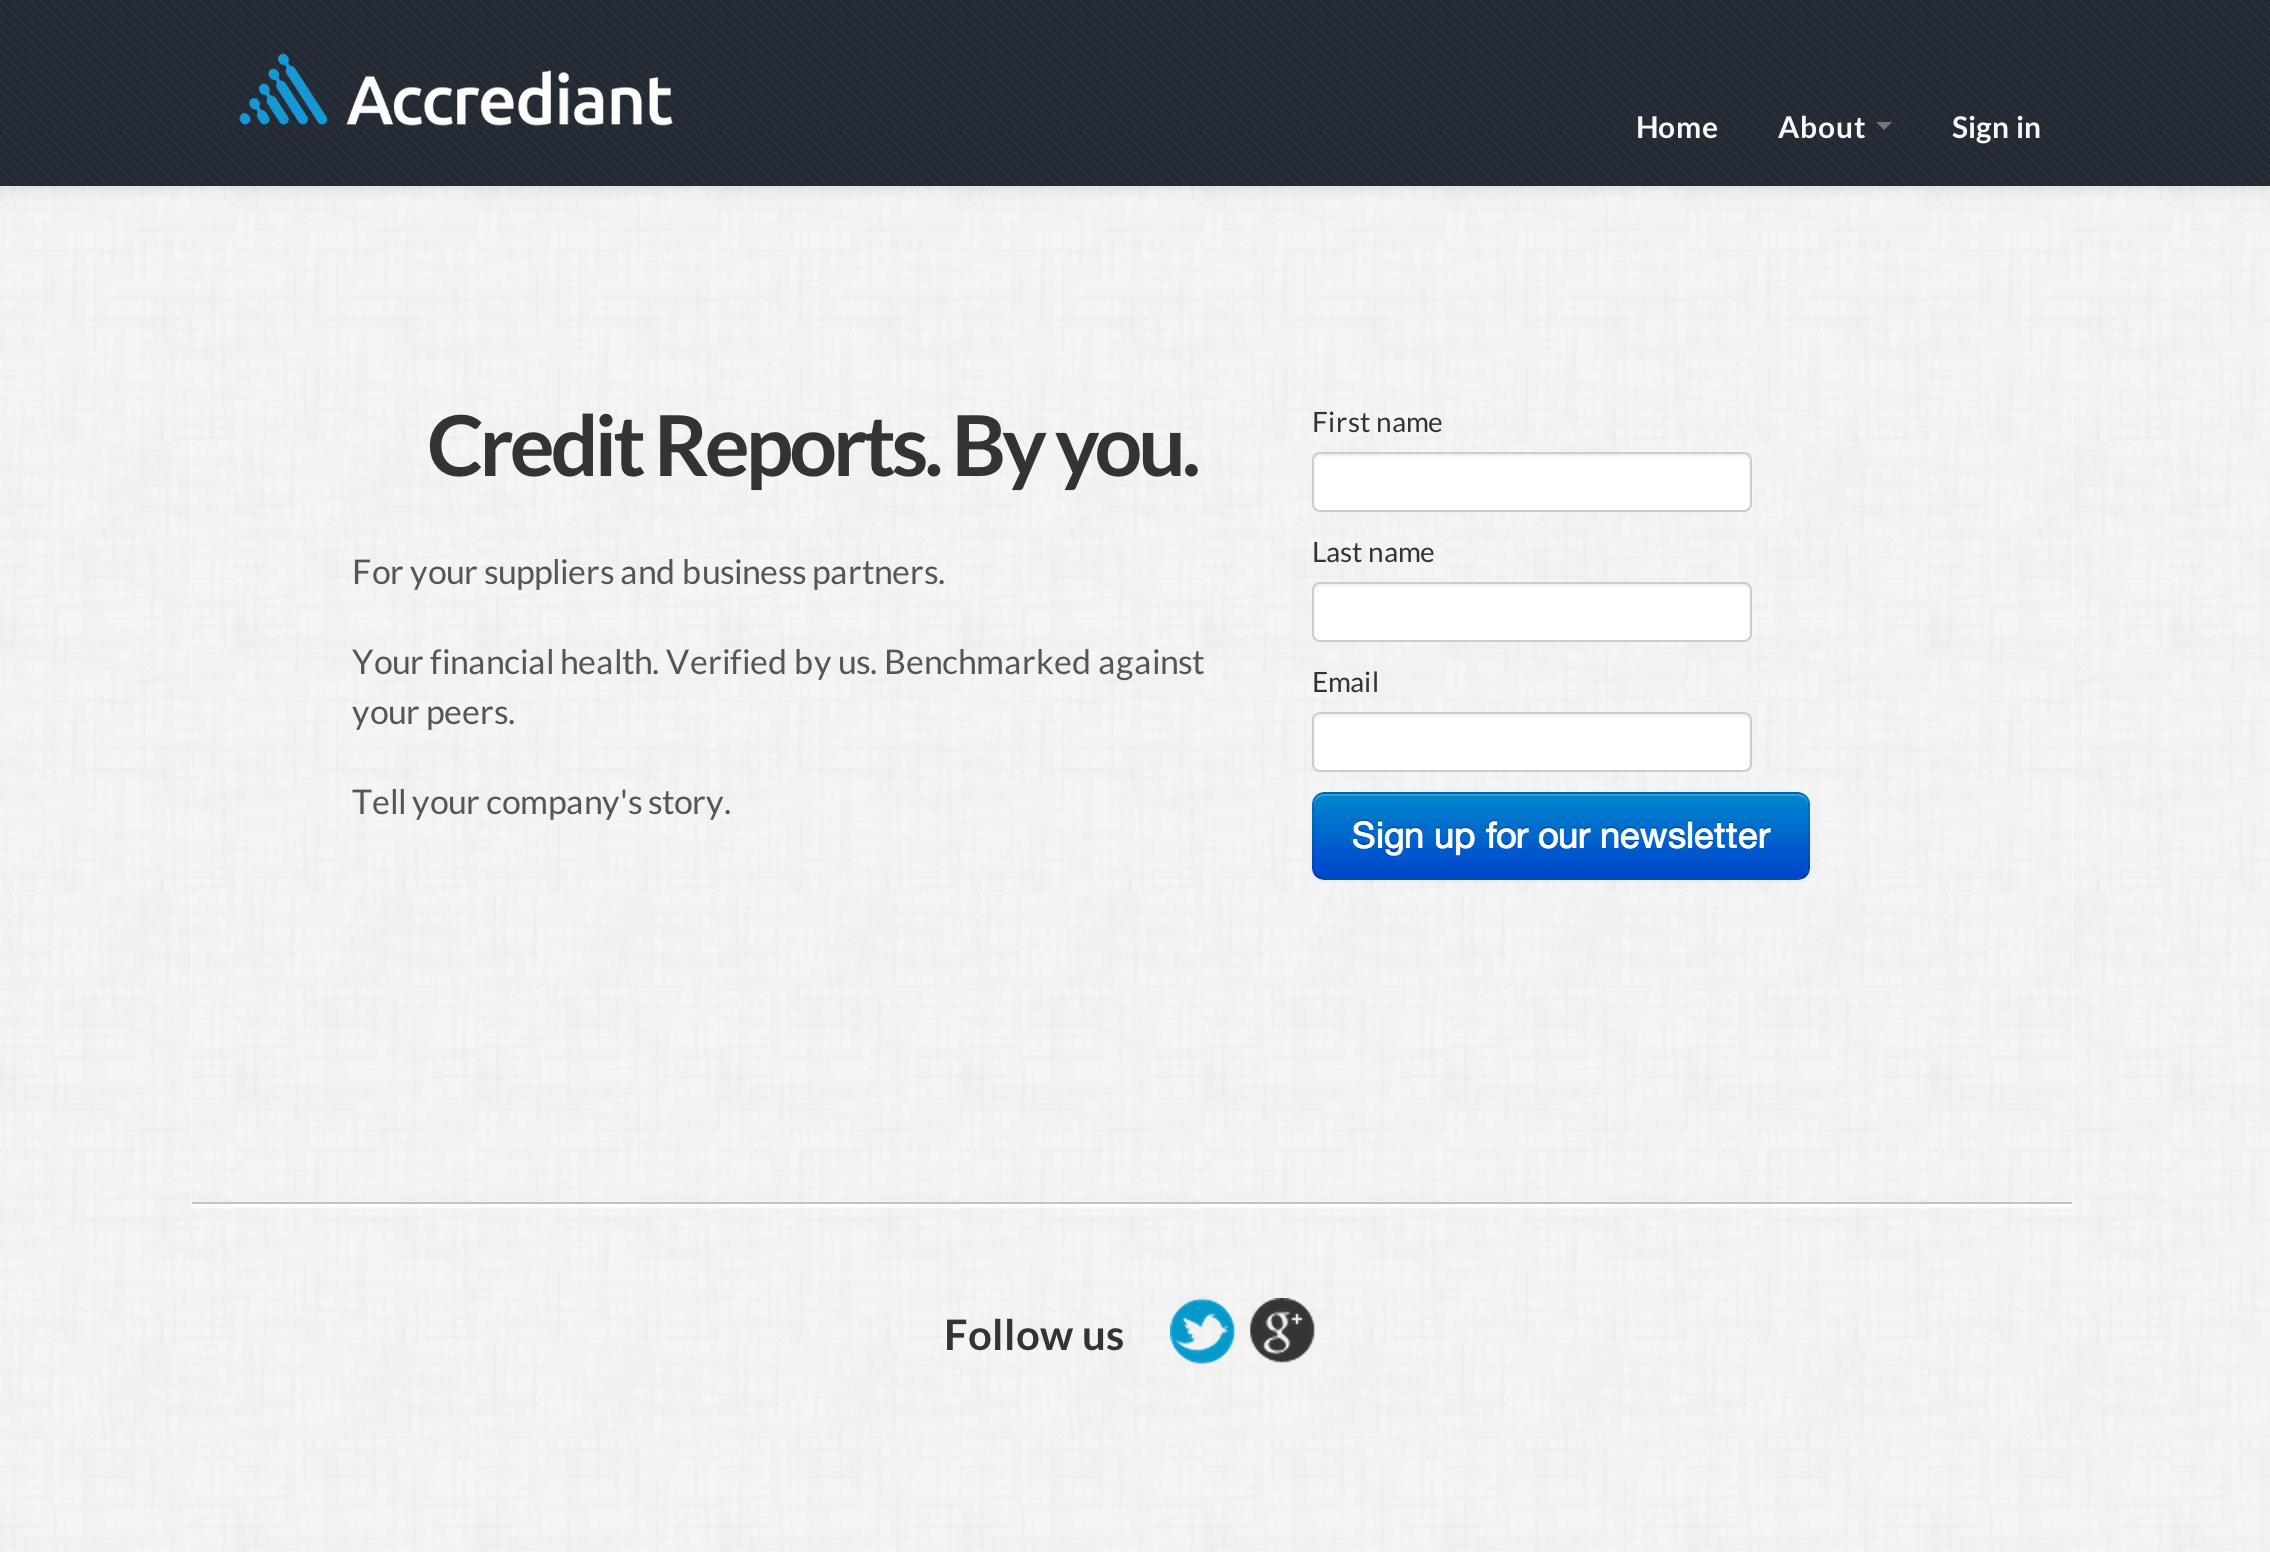 Accrediant
Home
About
Sign in
Credit Reports. By you.
For your suppliers and business partners.
Your financial health. Verified by us. Benchmarked against
your peers.
Tell your company's story.
First name
Last name
Email
Sign up for our newsletter
Follow us
g+